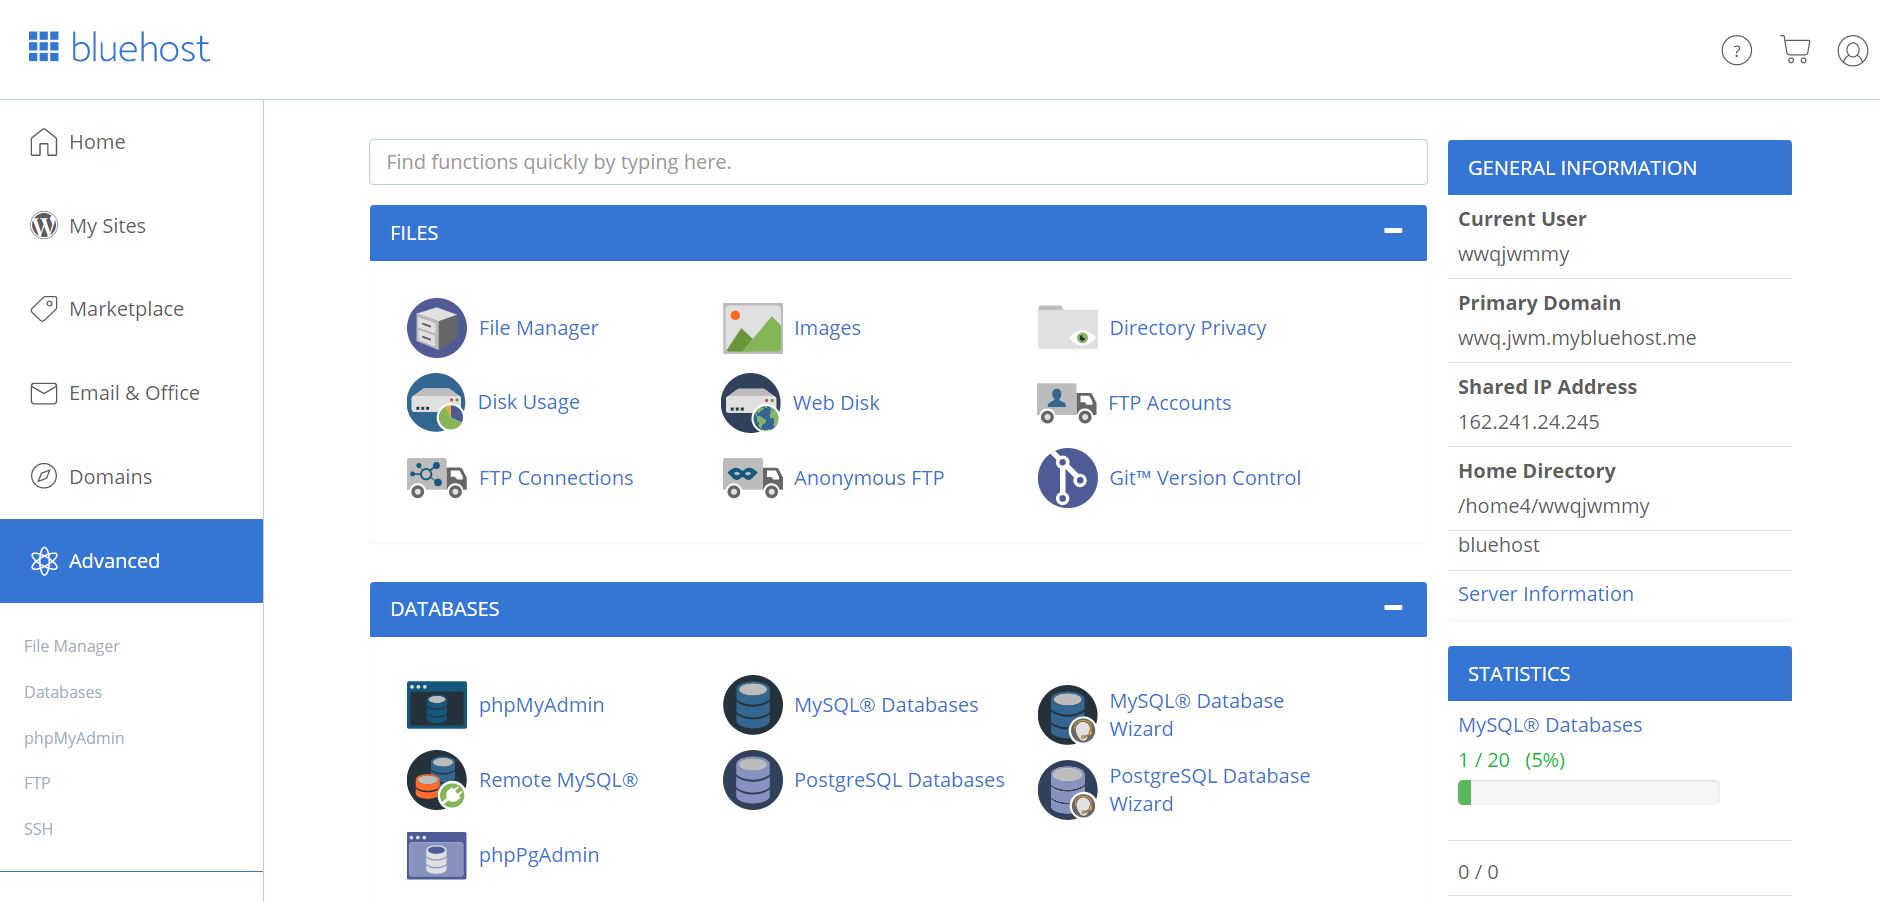 bluehost
?
Home
My Sites
Marketplace
Email & Office
Domains
Advanced
File Manager
Databases
phpMyAdmin
FTP
SSH
Find functions quickly by typing here.
FILES
File Manager
Images
Directory Privacy
Disk Usage
Web Disk
FTP Accounts
FTP Connections
Anonymous FTP
Git™ Version Control
DATABASES
phpMyAdmin
MySQL® Databases
MySQL® Database
Wizard
Remote MySQL®
PostgreSQL Databases
PostgreSQL Database
Wizard
phpPgAdmin
GENERAL INFORMATION
Current User
wwqjwmmy
Primary Domain
wwq.jwm.mybluehost.me
Shared IP Address
162.241.24.245
Home Directory
/home4/wwqjwmmy
bluehost
Server Information
STATISTICS
MySQL® Databases
1 / 20 (5%)
0 / 0